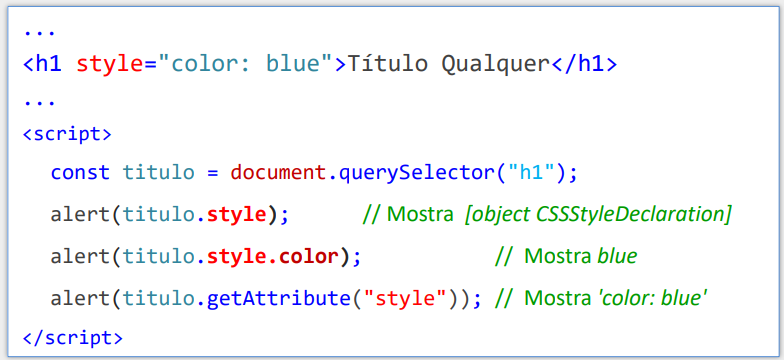 ...
<h1 style="color: blue">Título Qualquer</h1>
...
<script>
const titulo = document.querySelector("h1");
alert(titulo.style); // Mostra [object CSSStyleDeclaration]
alert(titulo.style.color); // Mostra blue
alert(titulo.getAttribute("style")); // Mostra 'color: blue'
</script>